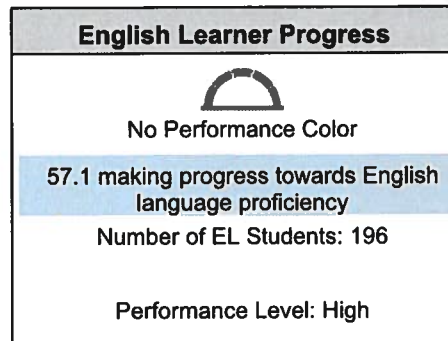 English Learner Progress
No Performance Color
57.1 making progress towards English
language proficiency
Number of EL Students: 196
Performance Level: High